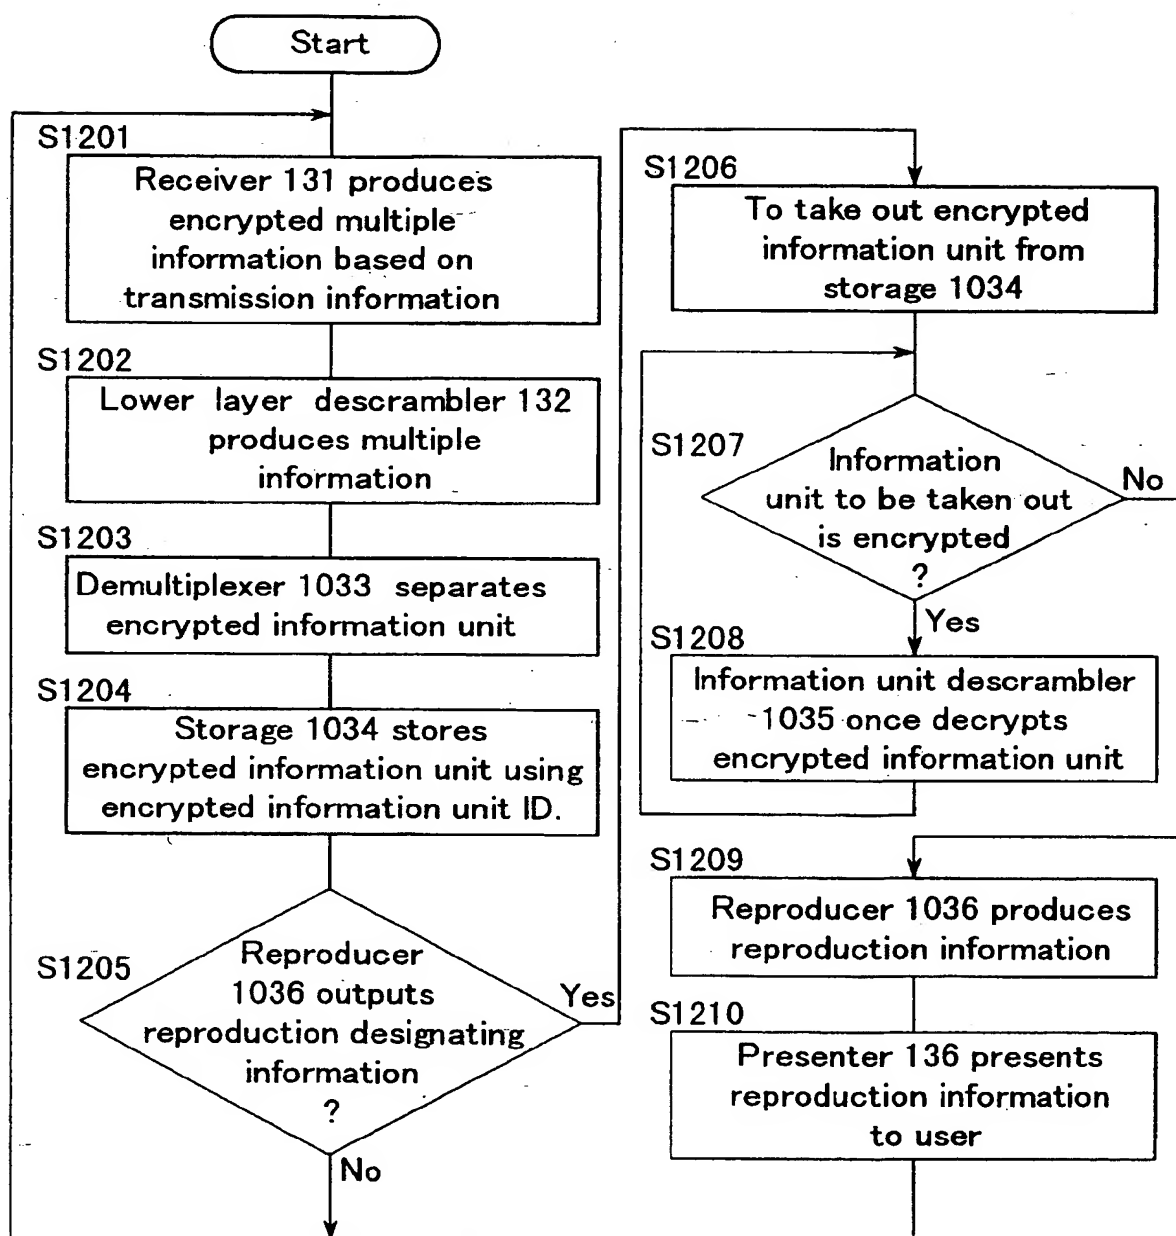 Start
S1201
Receiver 131 produces
encrypted multiple
information based on
transmission information
S1202
Lower layer descrambler 132
produces multiple
information
S1203
Demultiplexer 1033 separates
encrypted information unit
S1204
Storage 1034 stores
encrypted information unit using
encrypted information unit ID.
S1205
Reproducer
1036 outputs
reproduction designating
information
?
Yes
No
S1206
To take out encrypted
information unit from
storage 1034
S1207
Information
unit to be taken out
is encrypted
?
No
Yes
S1208
Information unit descrambler
1035 once decrypts
encrypted information unit
S1209
Reproducer 1036 produces
reproduction information
S1210
Presenter 136 presents
reproduction information
to user